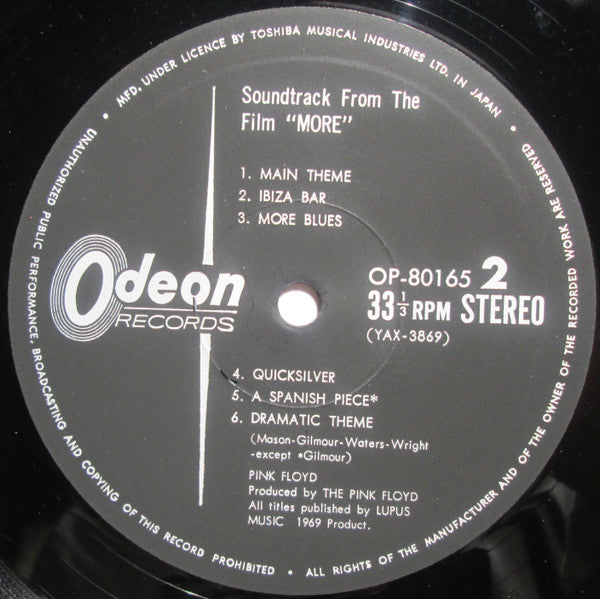 MFD. UNDER LICENCE BY TOSHIBA MUSICAL INDUSTRIES LTD. IN JAPAN •
ALL RIGHTS OF THE MANUFACTURER AND OF THE OWNER OF THE RECORDED WORK ARE RESERVED •
UNAUTHORIZED PUBLIC PERFORMANCE, BROADCASTING AND COPYING OF THIS RECORD PROHIBITED •
Soundtrack From The
Film "MORE"
1. MAIN THEME
2. IBIZA BAR
3. MORE BLUES
Odeon
RECORDS
OP-80165 2
33 1/3 RPM STEREO
(YAX-3869)
4. QUICKSILVER
5. A SPANISH PIECE*
6. DRAMATIC THEME
(Mason-Gilmour-Waters-Wright
-except *Gilmour)
PINK FLOYD
Produced by THE PINK FLOYD
All titles published by LUPUS
MUSIC 1969 Product.